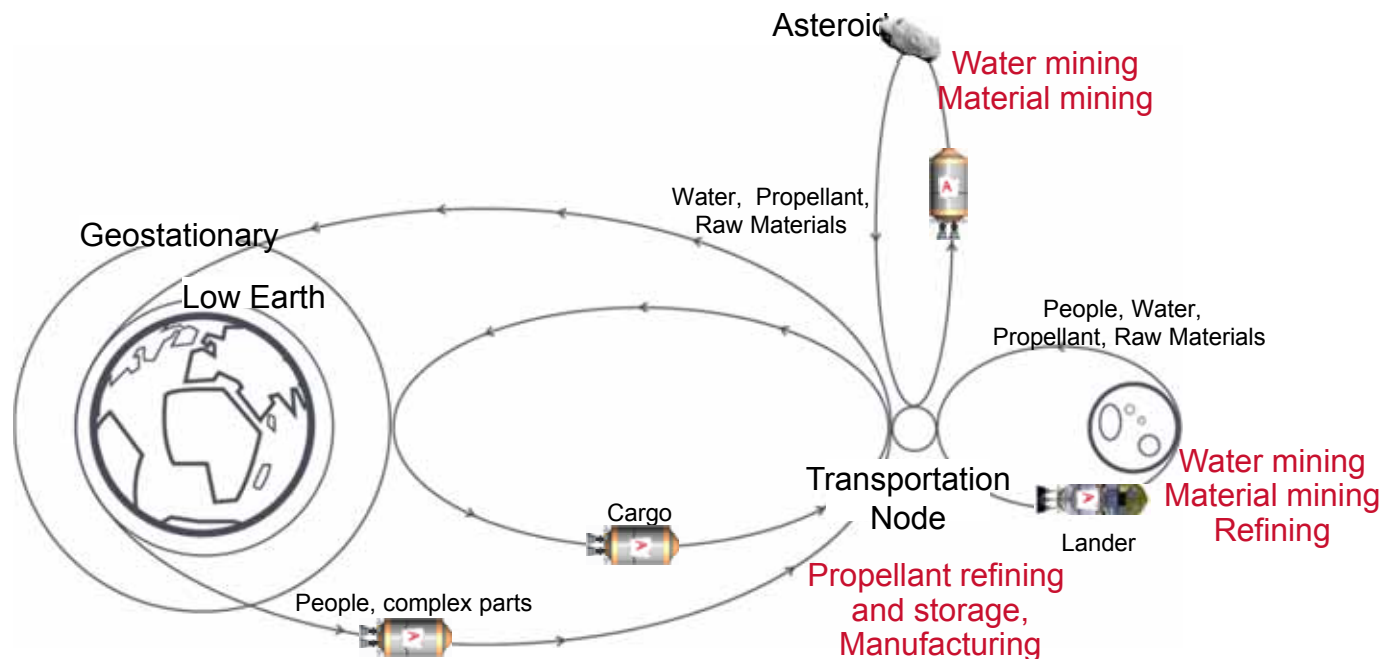 Asteroid
Water mining
Material mining
A
Water, Propellant,
Raw Materials
Geostationary
Low Earth
People, Water,
Propellant, Raw Materials
Transportation
Node
Water mining
Material mining
Refining
A
Lander
Cargo
A
Propellant refining
and storage,
Manufacturing
People, complex parts
A